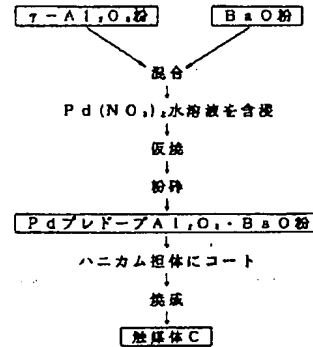 γ-Al₂O₃粉 BaO粉
混合
Pd(NO₃)₂水溶液を含浸
仮焼
粉砕
PdプレドープAl₂O₃・BaO粉
ハニカム担体にコート
焼成
触媒体C